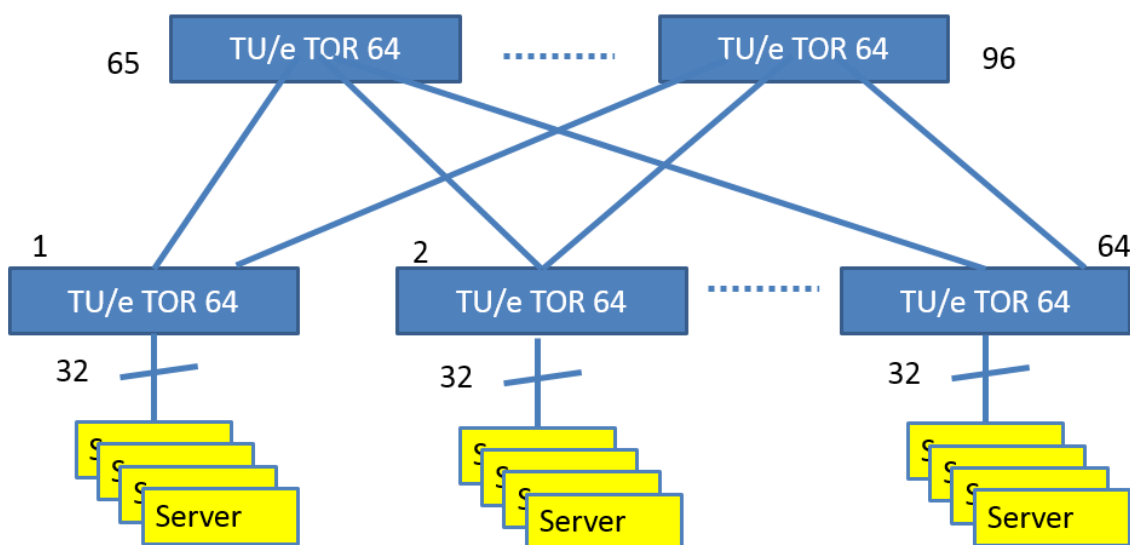 TU/e TOR 64
TU/e TOR 64
65
96
1
2
64
TU/e TOR 64
TU/e TOR 64
TU/e TOR 64
32
32
32
S
S
S
Server
S
S
S
Server
S
S
S
Server